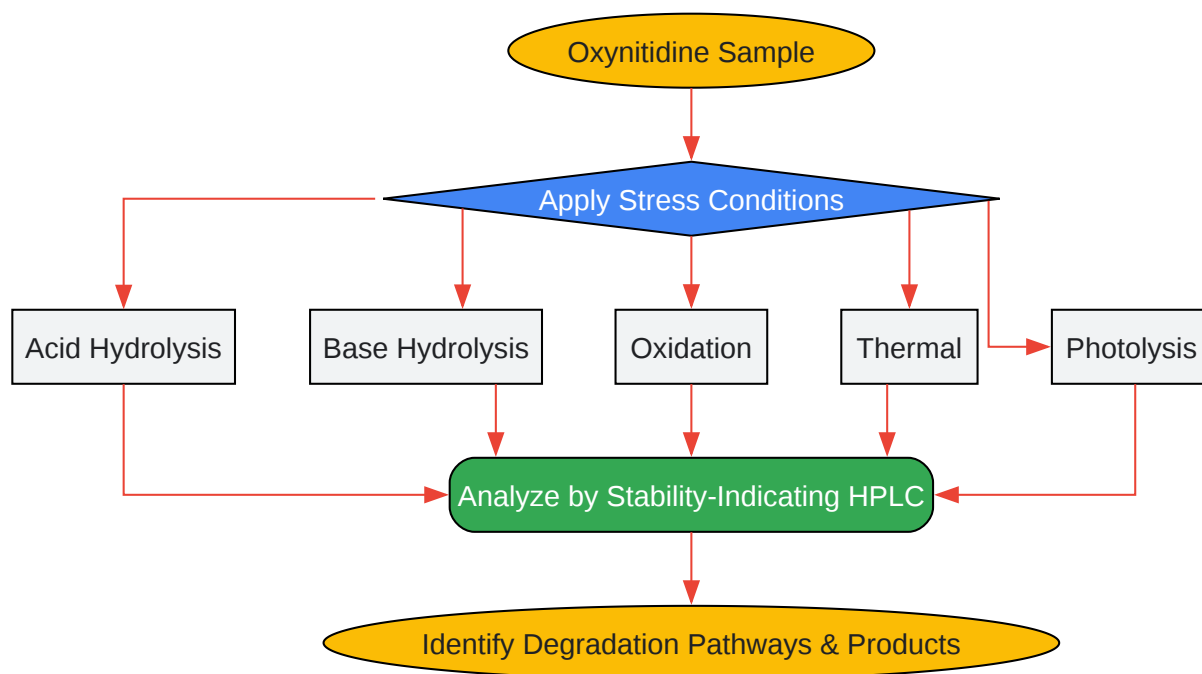 Oxynitidine Sample
Apply Stress Conditions
Acid Hydrolysis
Base Hydrolysis
Oxidation
Thermal
Photolysis
Analyze by Stability-Indicating HPLC
Identify Degradation Pathways & Products